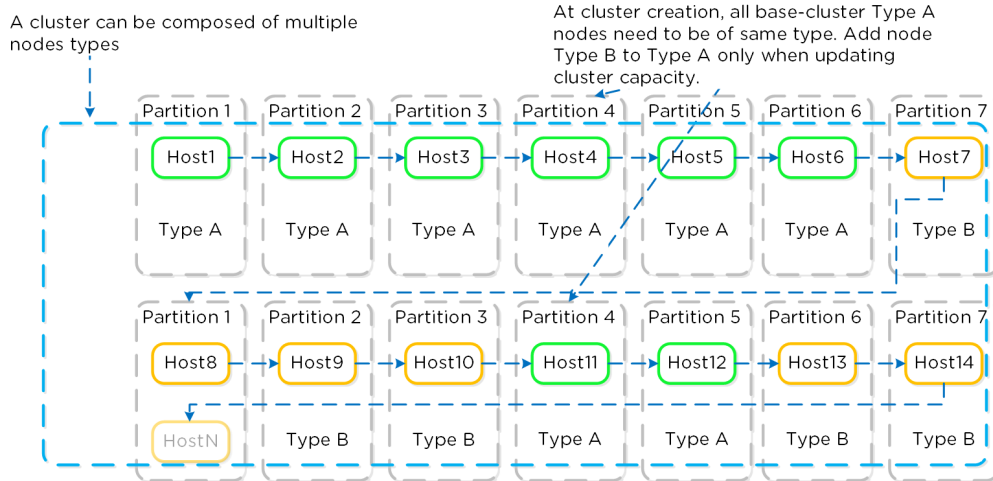 A cluster can be composed of multiple
nodes types
At cluster creation, all base-cluster Type A
nodes need to be of same type. Add node
Type B to Type A only when updating
cluster capacity.
Partition 1 Partition 2 Partition 3 Partition 4 Partition 5 Partition 6 Partition 7
Host1 Host2 Host3 Host4 Host5 Host6 Host7
Type A Type A Type A Type A Type A Type A Type B
Partition 1 Partition 2 Partition 3 Partition 4 Partition 5 Partition 6 Partition 7
Host8 Host9 Host10 Host11 Host12 Host13 Host14
HostN Type B Type B Type A Type A Type B Type B